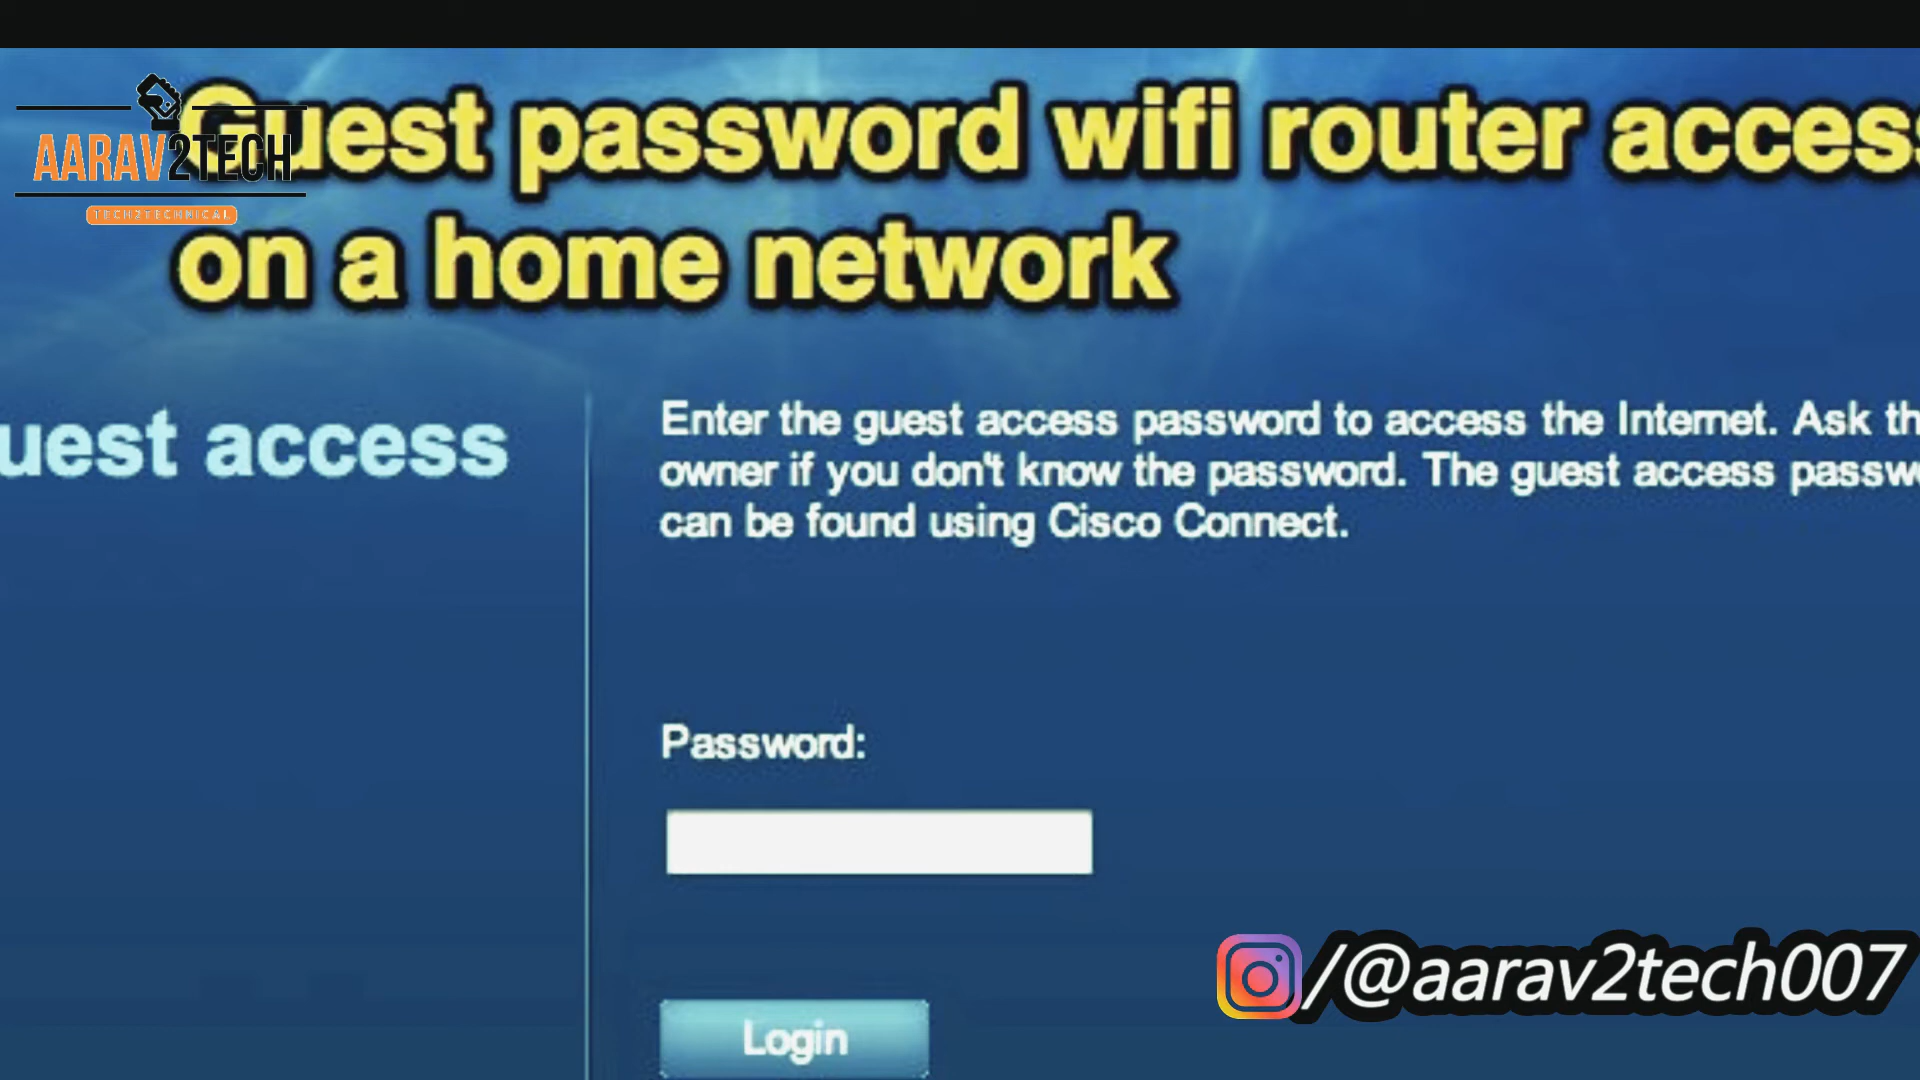 Guest password wifi router access
on a home network
AARAV2TECH
TECH2TECHNICAL
uest access
Enter the guest access password to access the Internet. Ask th
owner if you don't know the password. The guest access passw
can be found using Cisco Connect.
Password:
Login
/@aarav2tech007